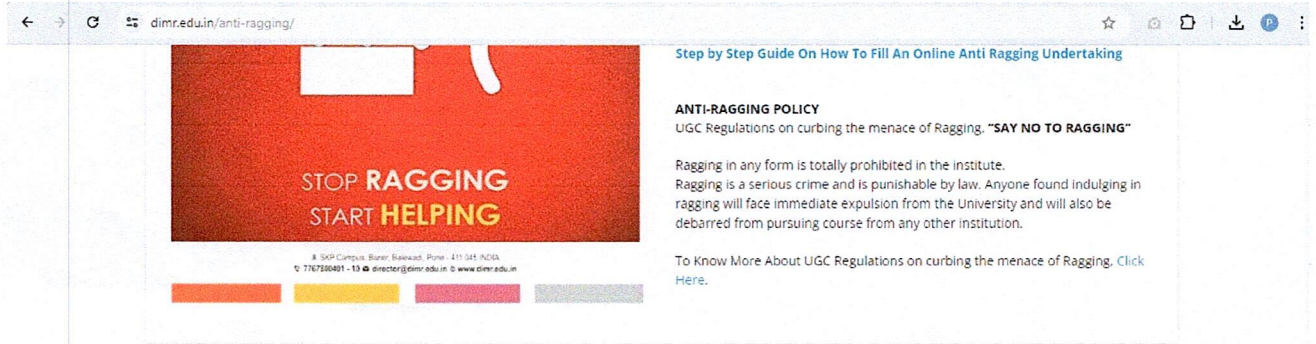 dimr.edu.in/anti-ragging/
P
STOP RAGGING
START HELPING
SKP Campus, Baner, Balewadi, Pune - 411 045 INDIA.
7767800401 - 10 director@dimr.edu.in www.dimr.edu.in
Step by Step Guide On How To Fill An Online Anti Ragging Undertaking
ANTI-RAGGING POLICY
UGC Regulations on curbing the menace of Ragging. “SAY NO TO RAGGING”
Ragging in any form is totally prohibited in the institute.
Ragging is a serious crime and is punishable by law. Anyone found indulging in
ragging will face immediate expulsion from the University and will also be
debarred from pursuing course from any other institution.
To Know More About UGC Regulations on curbing the menace of Ragging. Click
Here.